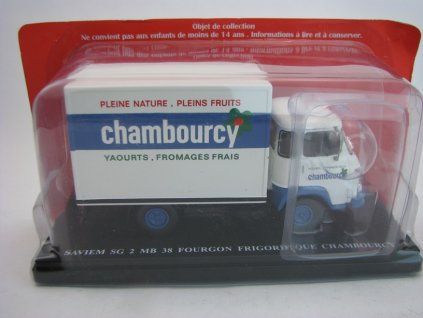 Objet de collection
Ne convient pas aux enfants de moins de 14 ans . Informations à lire et à conserver.
PLEINE NATURE . PLEINS FRUITS
chambourcy
YAOURTS . FROMAGES FRAIS
chambourcy
SAVIEM SG 2 MB 38 FOURGON FRIGORIFIQUE CHAMBOURCY